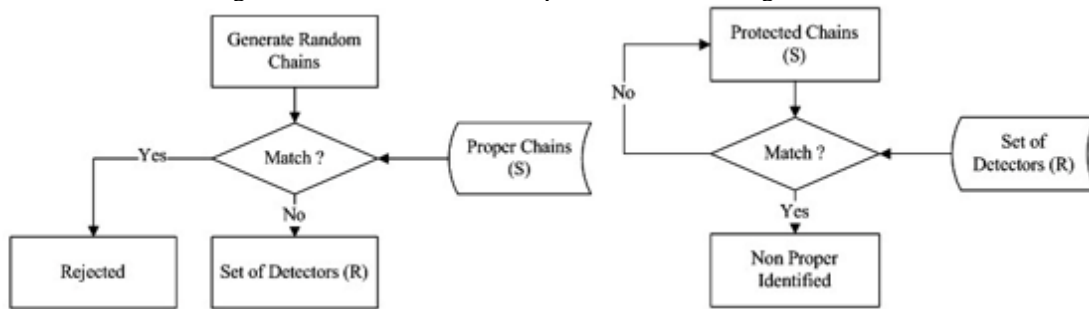 Generate Random
Chains
Match ?
Yes
Proper Chains
(S)
No
Rejected
Set of Detectors (R)
Protected Chains
(S)
No
Match ?
Set of
Detectors (R)
Yes
Non Proper
Identified